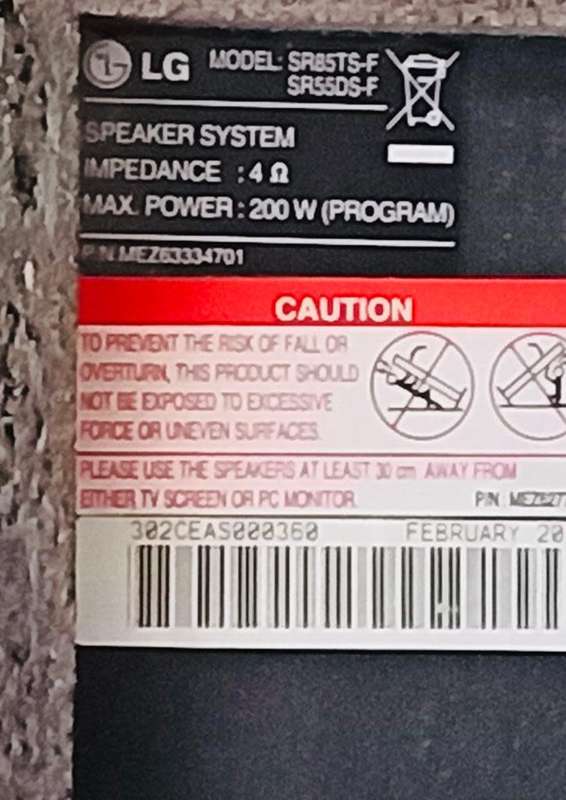 LG MODEL: SR85TS-F
SR55DS-F
SPEAKER SYSTEM
IMPEDANCE : 4 Ω
MAX. POWER : 200 W (PROGRAM)
P/N MEZ63334701
CAUTION
TO PREVENT THE RISK OF FALL OR
OVERTURN, THIS PRODUCT SHOULD
NOT BE EXPOSED TO EXCESSIVE
FORCE OR UNEVEN SURFACES.
PLEASE USE THE SPEAKERS AT LEAST 30 cm AWAY FROM
EITHER TV SCREEN OR PC MONITOR.
P/N
302CEAS000360 FEBRUARY 20